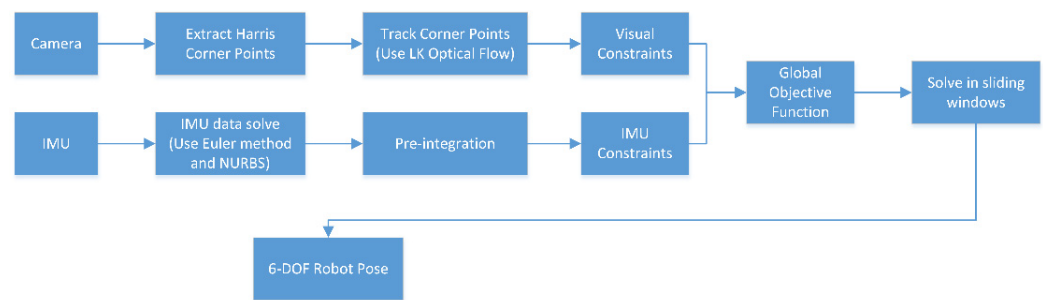 Camera
Extract Harris
Corner Points
Track Corner Points
(Use LK Optical Flow)
Visual
Constraints
Global
Objective
Function
Solve in sliding
windows
IMU
IMU data solve
(Use Euler method
and NURBS)
Pre-integration
IMU
Constraints
6-DOF Robot Pose